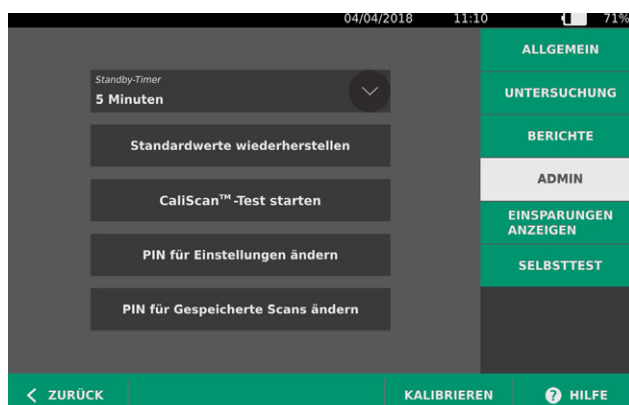 04/04/2018 11:10 71%
ALLGEMEIN
Standby-Timer
5 Minuten
UNTERSUCHUNG
Standardwerte wiederherstellen
BERICHTE
ADMIN
CaliScan™-Test starten
EINSPARUNGEN
ANZEIGEN
PIN für Einstellungen ändern
SELBSTTEST
PIN für Gespeicherte Scans ändern
ZURÜCK KALIBRIEREN ? HILFE